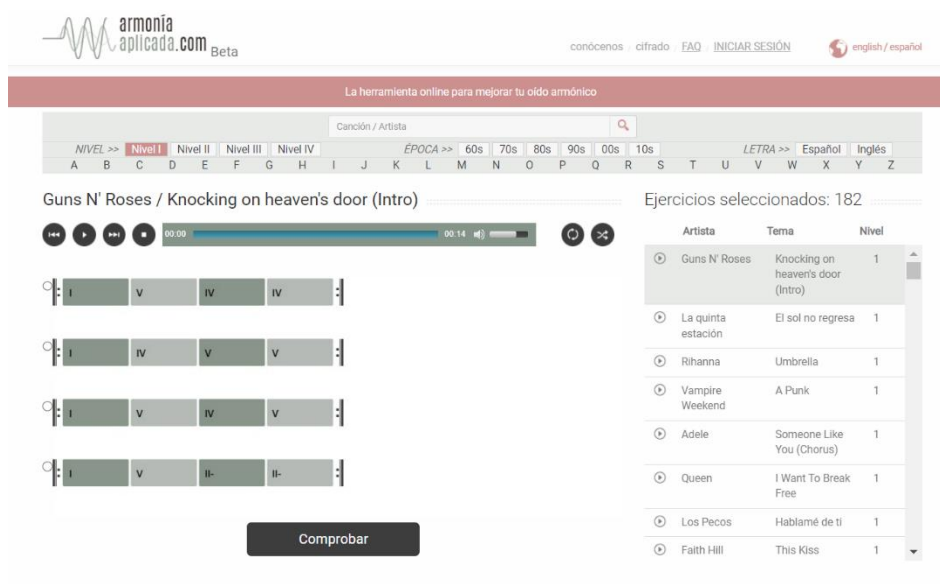 armonía
aplicada.com Beta
conócenos cifrado FAQ INICIAR SESIÓN english / español
La herramienta online para mejorar tu oído armónico
Canción / Artista
NIVEL >> Nivel I Nivel II Nivel III Nivel IV ÉPOCA >> 60s 70s 80s 90s 00s 10s LETRA >> Español Inglés
A B C D E F G H I J K L M N O P Q R S T U V W X Y Z
Guns N' Roses / Knocking on heaven's door (Intro)
00:00 00:14
I V IV IV
I IV V V
I V IV V
I V II- II-
Comprobar
Ejercicios seleccionados: 182
Artista Tema Nivel
Guns N' Roses Knocking on 1
heaven's door
(Intro)
La quinta El sol no regresa 1
estación
Rihanna Umbrella 1
Vampire A Punk 1
Weekend
Adele Someone Like 1
You (Chorus)
Queen I Want To Break 1
Free
Los Pecos Hablamé de ti 1
Faith Hill This Kiss 1